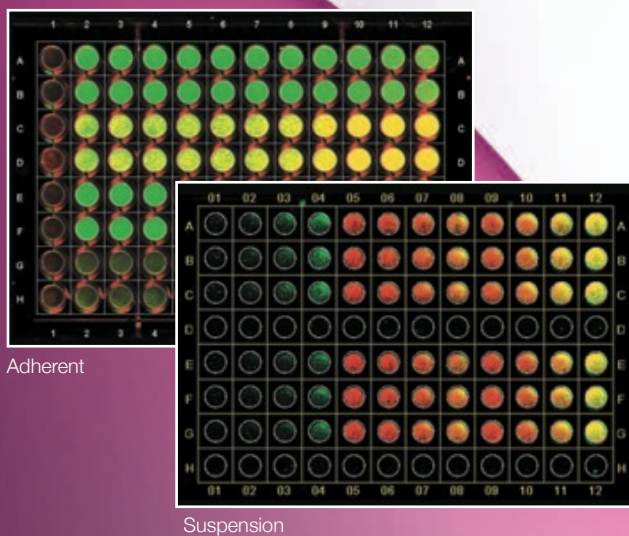 1 2 3 4 5 6 7 8 9 10 11 12
A A
B B
C C
D D
E
F
G
H
1 2 3 4
Adherent
01 02 03 04 05 06 07 08 09 10 11 12
A A
B B
C C
D D
E E
F F
G G
H H
01 02 03 04 05 06 07 08 09 10 11 12
Suspension